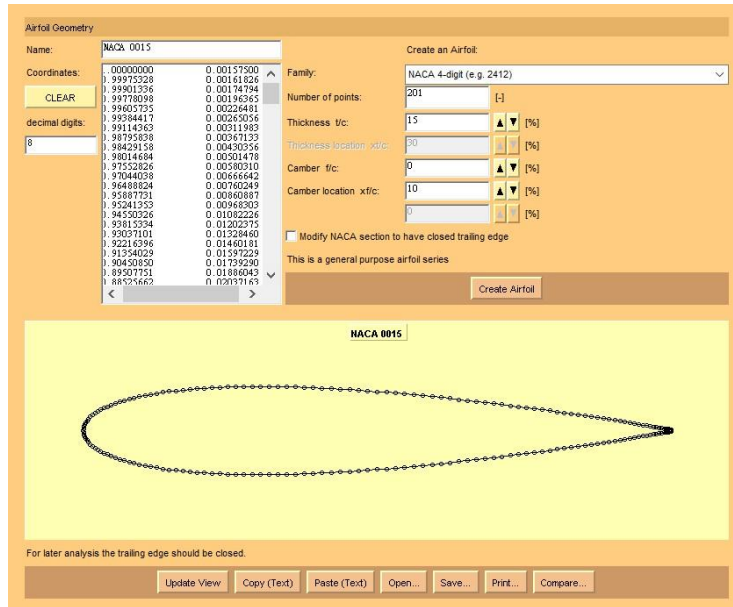 Airfoil Geometry
Name:
NACA 0015
Create an Airfoil:
Coordinates:
CLEAR
decimal digits:
8
..00000000 0.00157500
).99975328 0.00161826
).99901336 0.00174794
).99778098 0.00196365
).99605735 0.00226481
).99384417 0.00265056
).99114363 0.00311983
).98795838 0.00367133
).98429158 0.00430356
).98014684 0.00501478
).97552826 0.00580310
).97044038 0.00666642
).96488824 0.00760249
).95887731 0.00860887
).95241353 0.00968303
).94550326 0.01082226
).93815334 0.01202375
).93037101 0.01328460
).92216396 0.01460181
).91354029 0.01597229
).90450850 0.01739290
).89507751 0.01886043
).88525662 0.02037163
Family:
NACA 4-digit (e.g. 2412)
Number of points:
201
[-]
Thickness t/c:
15
[%]
Thickness location xt/c:
30
[%]
Camber f/c:
0
[%]
Camber location xf/c:
10
[%]
0
[%]
Modify NACA section to have closed trailing edge
This is a general purpose airfoil series
Create Airfoil
NACA 0015
For later analysis the trailing edge should be closed.
Update View
Copy (Text)
Paste (Text)
Open...
Save...
Print...
Compare...